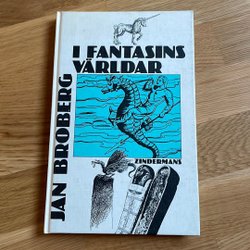 I FANTASINS
VÄRLDAR
JAN BROBERG
ZINDERMANS